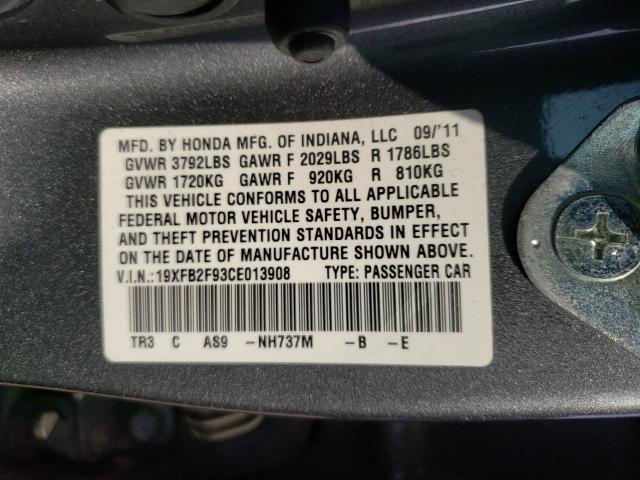 MFD. BY HONDA MFG. OF INDIANA, LLC 09/'11
GVWR 3792LBS GAWR F 2029LBS R 1786LBS
GVWR 1720KG GAWR F 920KG R 810KG
THIS VEHICLE CONFORMS TO ALL APPLICABLE
FEDERAL MOTOR VEHICLE SAFETY, BUMPER,
AND THEFT PREVENTION STANDARDS IN EFFECT
ON THE DATE OF MANUFACTURE SHOWN ABOVE.
V.I.N.:19XFB2F93CE013908 TYPE: PASSENGER CAR
TR3 C AS9 -NH737M -B -E